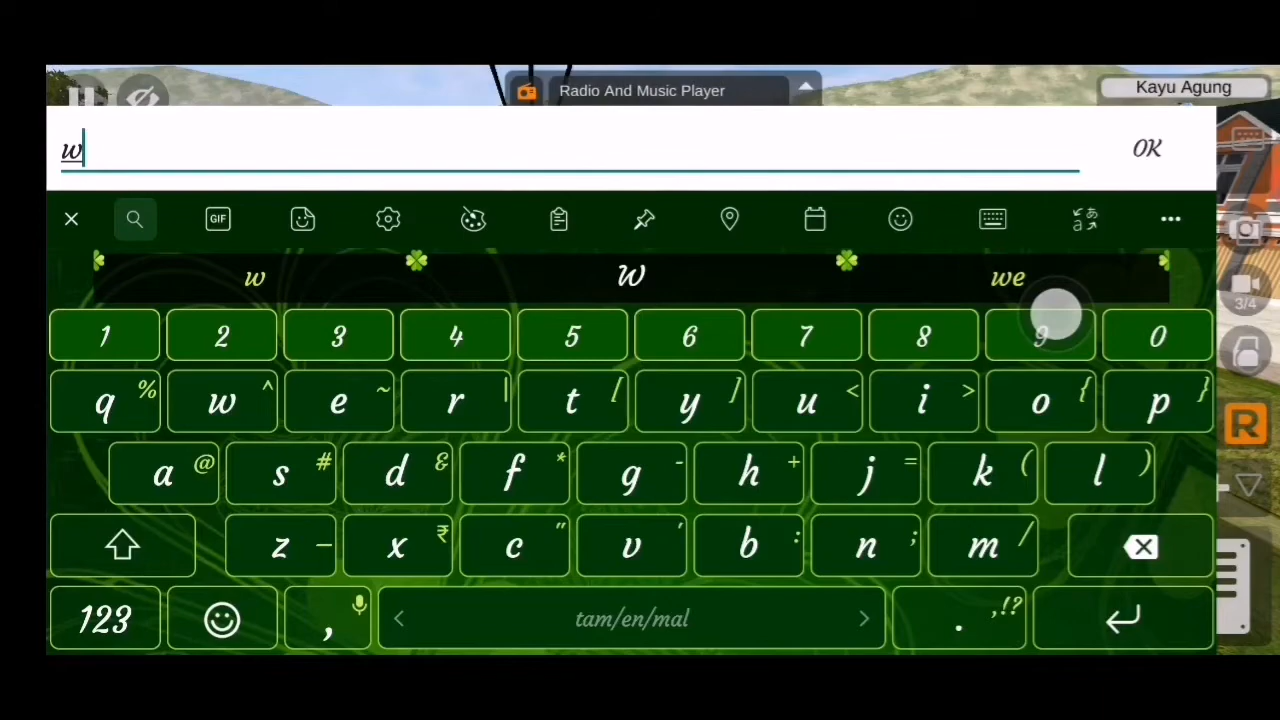 Radio And Music Player
Kayu Agung
w
OK
GIF
w W we
3/4
1 2 3 4 5 6 7 8 9 0
q % w ^ e ~ r | t [ y ] u < i > o { p }
R
a @ s # d & f * g - h + j = k ( l )
z – x ₹ c " v ' b : n ; m /
123 , < tam/en/mal > . ,!?